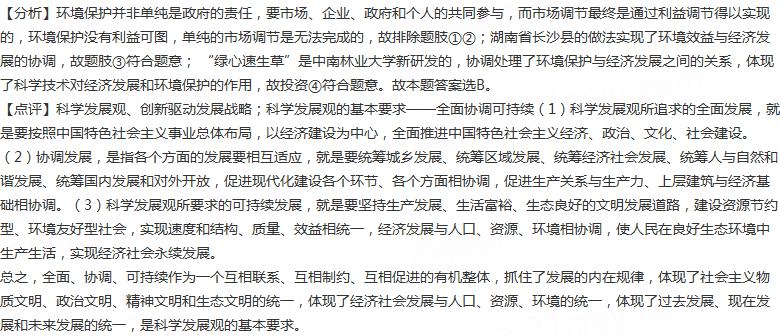 【分析】环境保护并非单纯是政府的责任，要市场、企业、政府和个人的共同参与，而市场调节最终是通过利益调节得以实现
的，环境保护没有利益可图，单纯的市场调节是无法完成的，故排除题肢①②；湖南省长沙县的做法实现了环境效益与经济发
展的协调，故题肢③符合题意； “绿心速生草”是中南林业大学新研发的，协调处理了环境保护与经济发展之间的关系，体现
了科学技术对经济发展和环境保护的作用，故投资④符合题意。故本题答案选B。
【点评】科学发展观、创新驱动发展战略；科学发展观的基本要求——全面协调可持续（1）科学发展观所追求的全面发展，就
是要按照中国特色社会主义事业总体布局，以经济建设为中心，全面推进中国特色社会主义经济、政治、文化、社会建设。
（2）协调发展，是指各个方面的发展要相互适应，就是要统筹城乡发展、统筹区域发展、统筹经济社会发展、统筹人与自然和
谐发展、统筹国内发展和对外开放，促进现代化建设各个环节、各个方面相协调，促进生产关系与生产力、上层建筑与经济基
础相协调。（3）科学发展观所要求的可持续发展，就是要坚持生产发展、生活富裕、生态良好的文明发展道路，建设资源节约
型、环境友好型社会，实现速度和结构、质量、效益相统一，经济发展与人口、资源、环境相协调，使人民在良好生态环境中
生产生活，实现经济社会永续发展。
总之，全面、协调、可持续作为一个互相联系、互相制约、互相促进的有机整体，抓住了发展的内在规律，体现了社会主义物
质文明、政治文明、精神文明和生态文明的统一，体现了经济社会发展与人口、资源、环境的统一，体现了过去发展、现在发
展和未来发展的统一，是科学发展观的基本要求。